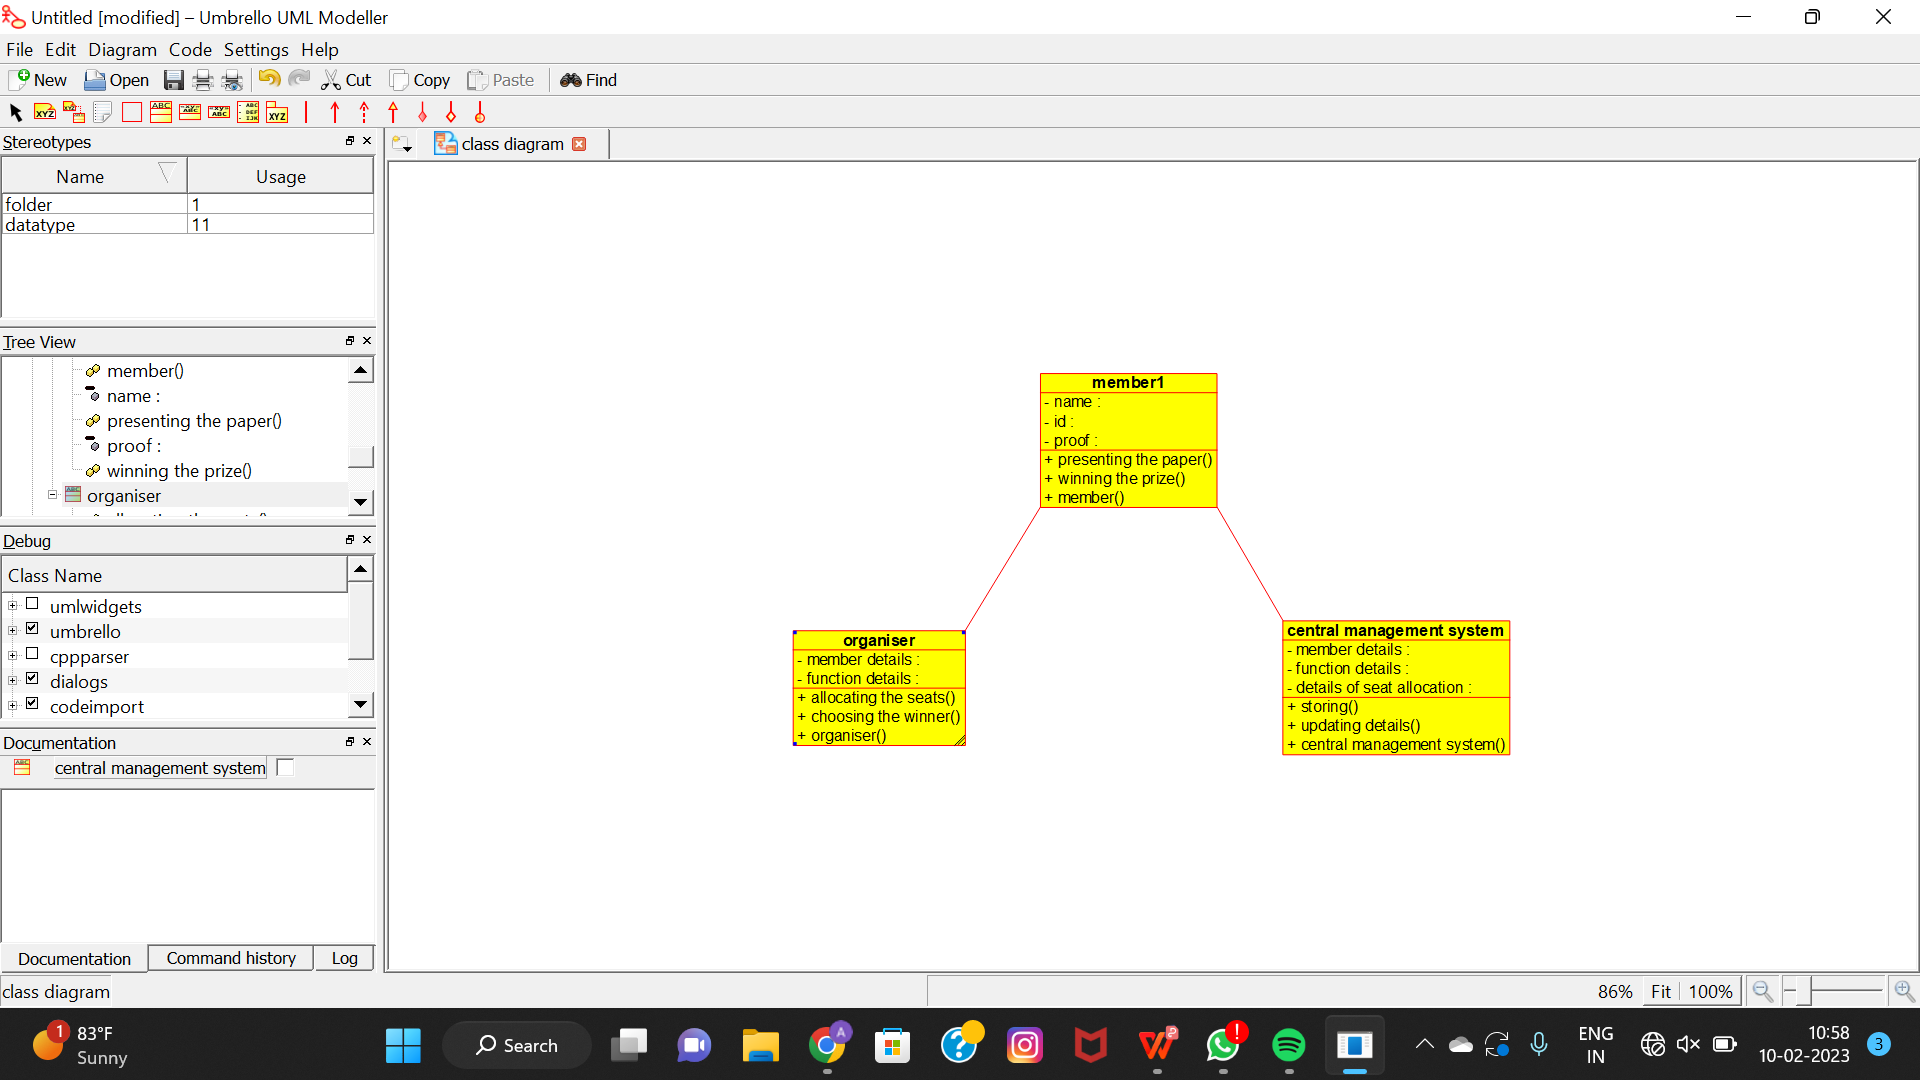 Untitled [modified] – Umbrello UML Modeller
File Edit Diagram Code Settings Help
New Open Cut Copy Paste Find
Stereotypes
class diagram
Name Usage
folder 1
datatype 11
Tree View
member()
name :
presenting the paper()
proof :
winning the prize()
organiser
member1
- name :
- id :
- proof :
+ presenting the paper()
+ winning the prize()
+ member()
organiser
- member details :
- function details :
+ allocating the seats()
+ choosing the winner()
+ organiser()
central management system
- member details :
- function details :
- details of seat allocation :
+ storing()
+ updating details()
+ central management system()
Debug
Class Name
umlwidgets
umbrello
cppparser
dialogs
codeimport
Documentation
central management system
Documentation Command history Log
class diagram
86% Fit 100%
1
83°F
Sunny
Search
A
ENG
IN
10:58
10-02-2023
3